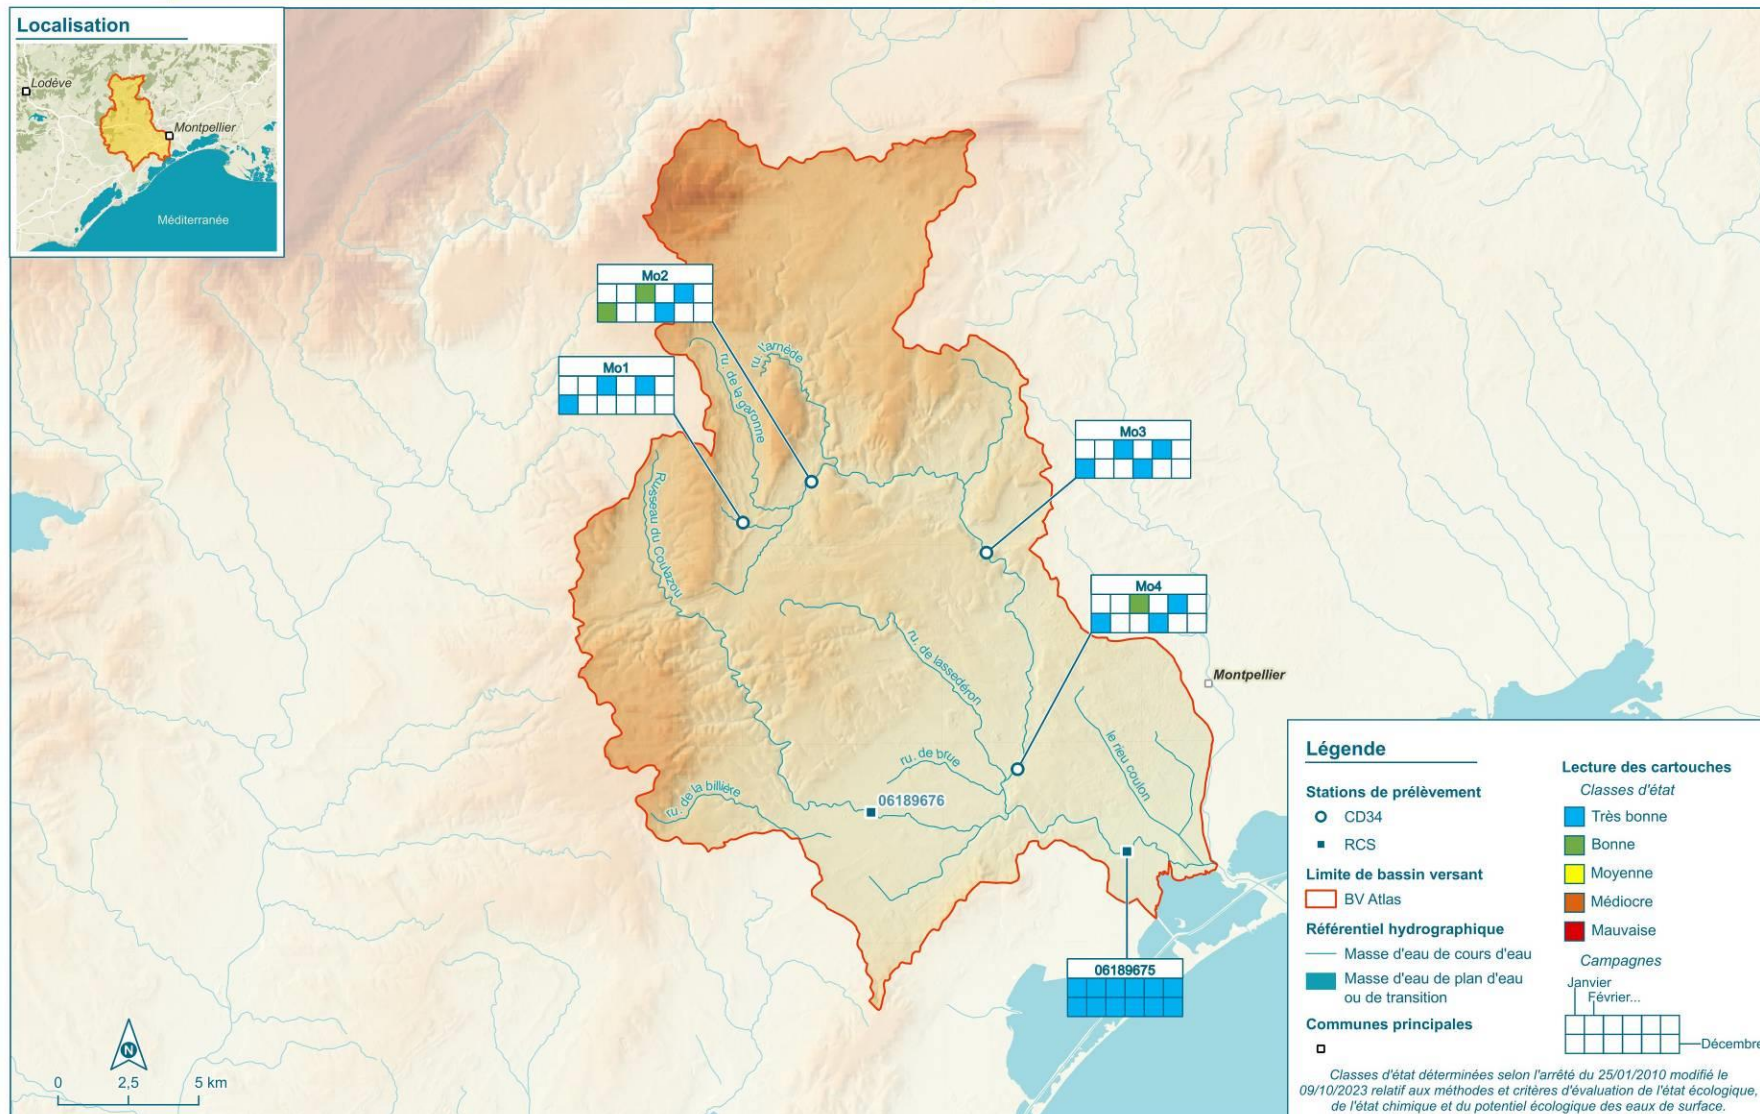 Localisation
Lodève
Montpellier
Méditerranée
Mo2
Mo1
ru. de la garonne
ru. l'arnède
Mo3
Ruisseau du Coulazou
Mo4
ru. de lassedéron
Montpellier
le rieu coulon
ru. de brue
ru. de la billière
06189676
06189675
N
0 2,5 5 km
Légende
Stations de prélèvement
CD34
RCS
Limite de bassin versant
BV Atlas
Référentiel hydrographique
Masse d'eau de cours d'eau
Masse d'eau de plan d'eau
ou de transition
Communes principales
Lecture des cartouches
Classes d'état
Très bonne
Bonne
Moyenne
Médiocre
Mauvaise
Campagnes
Janvier
Février...
Décembre
Classes d'état déterminées selon l'arrêté du 25/01/2010 modifié le
09/10/2023 relatif aux méthodes et critères d'évaluation de l'état écologique,
de l'état chimique et du potentiel écologique des eaux de surface.